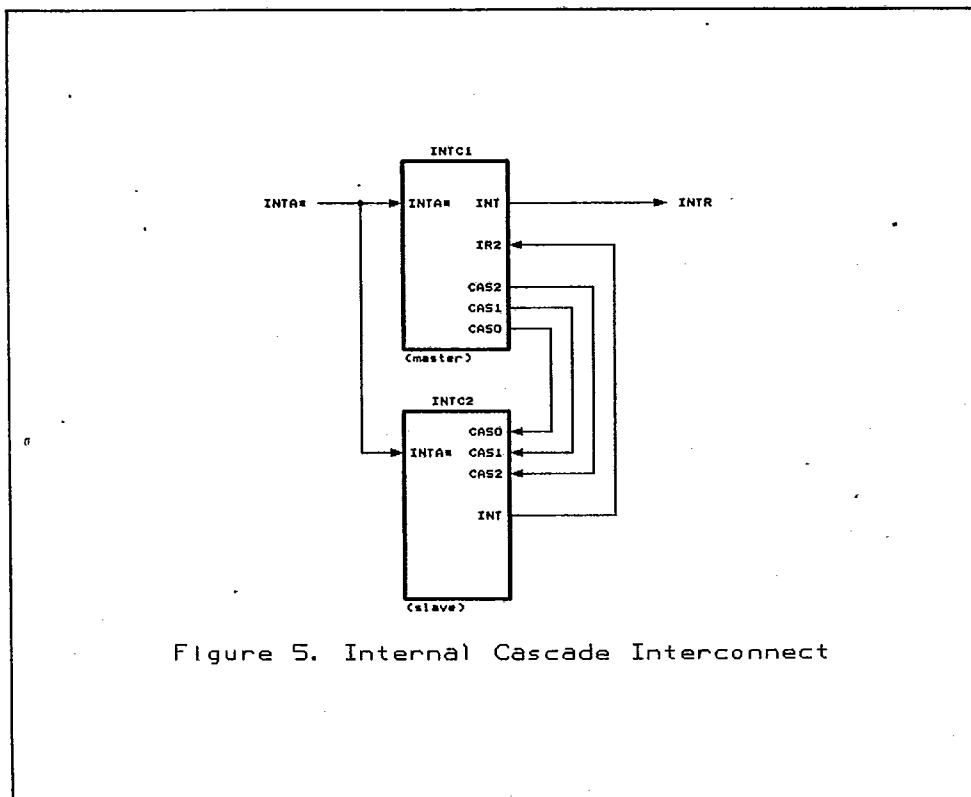 INTC1
INTA* INTA* INT INTR
IR2
CAS2
CAS1
CAS0
(master)
INTC2
CAS0
INTA* CAS1
CAS2
INT
(slave)
Figure 5. Internal Cascade Interconnect